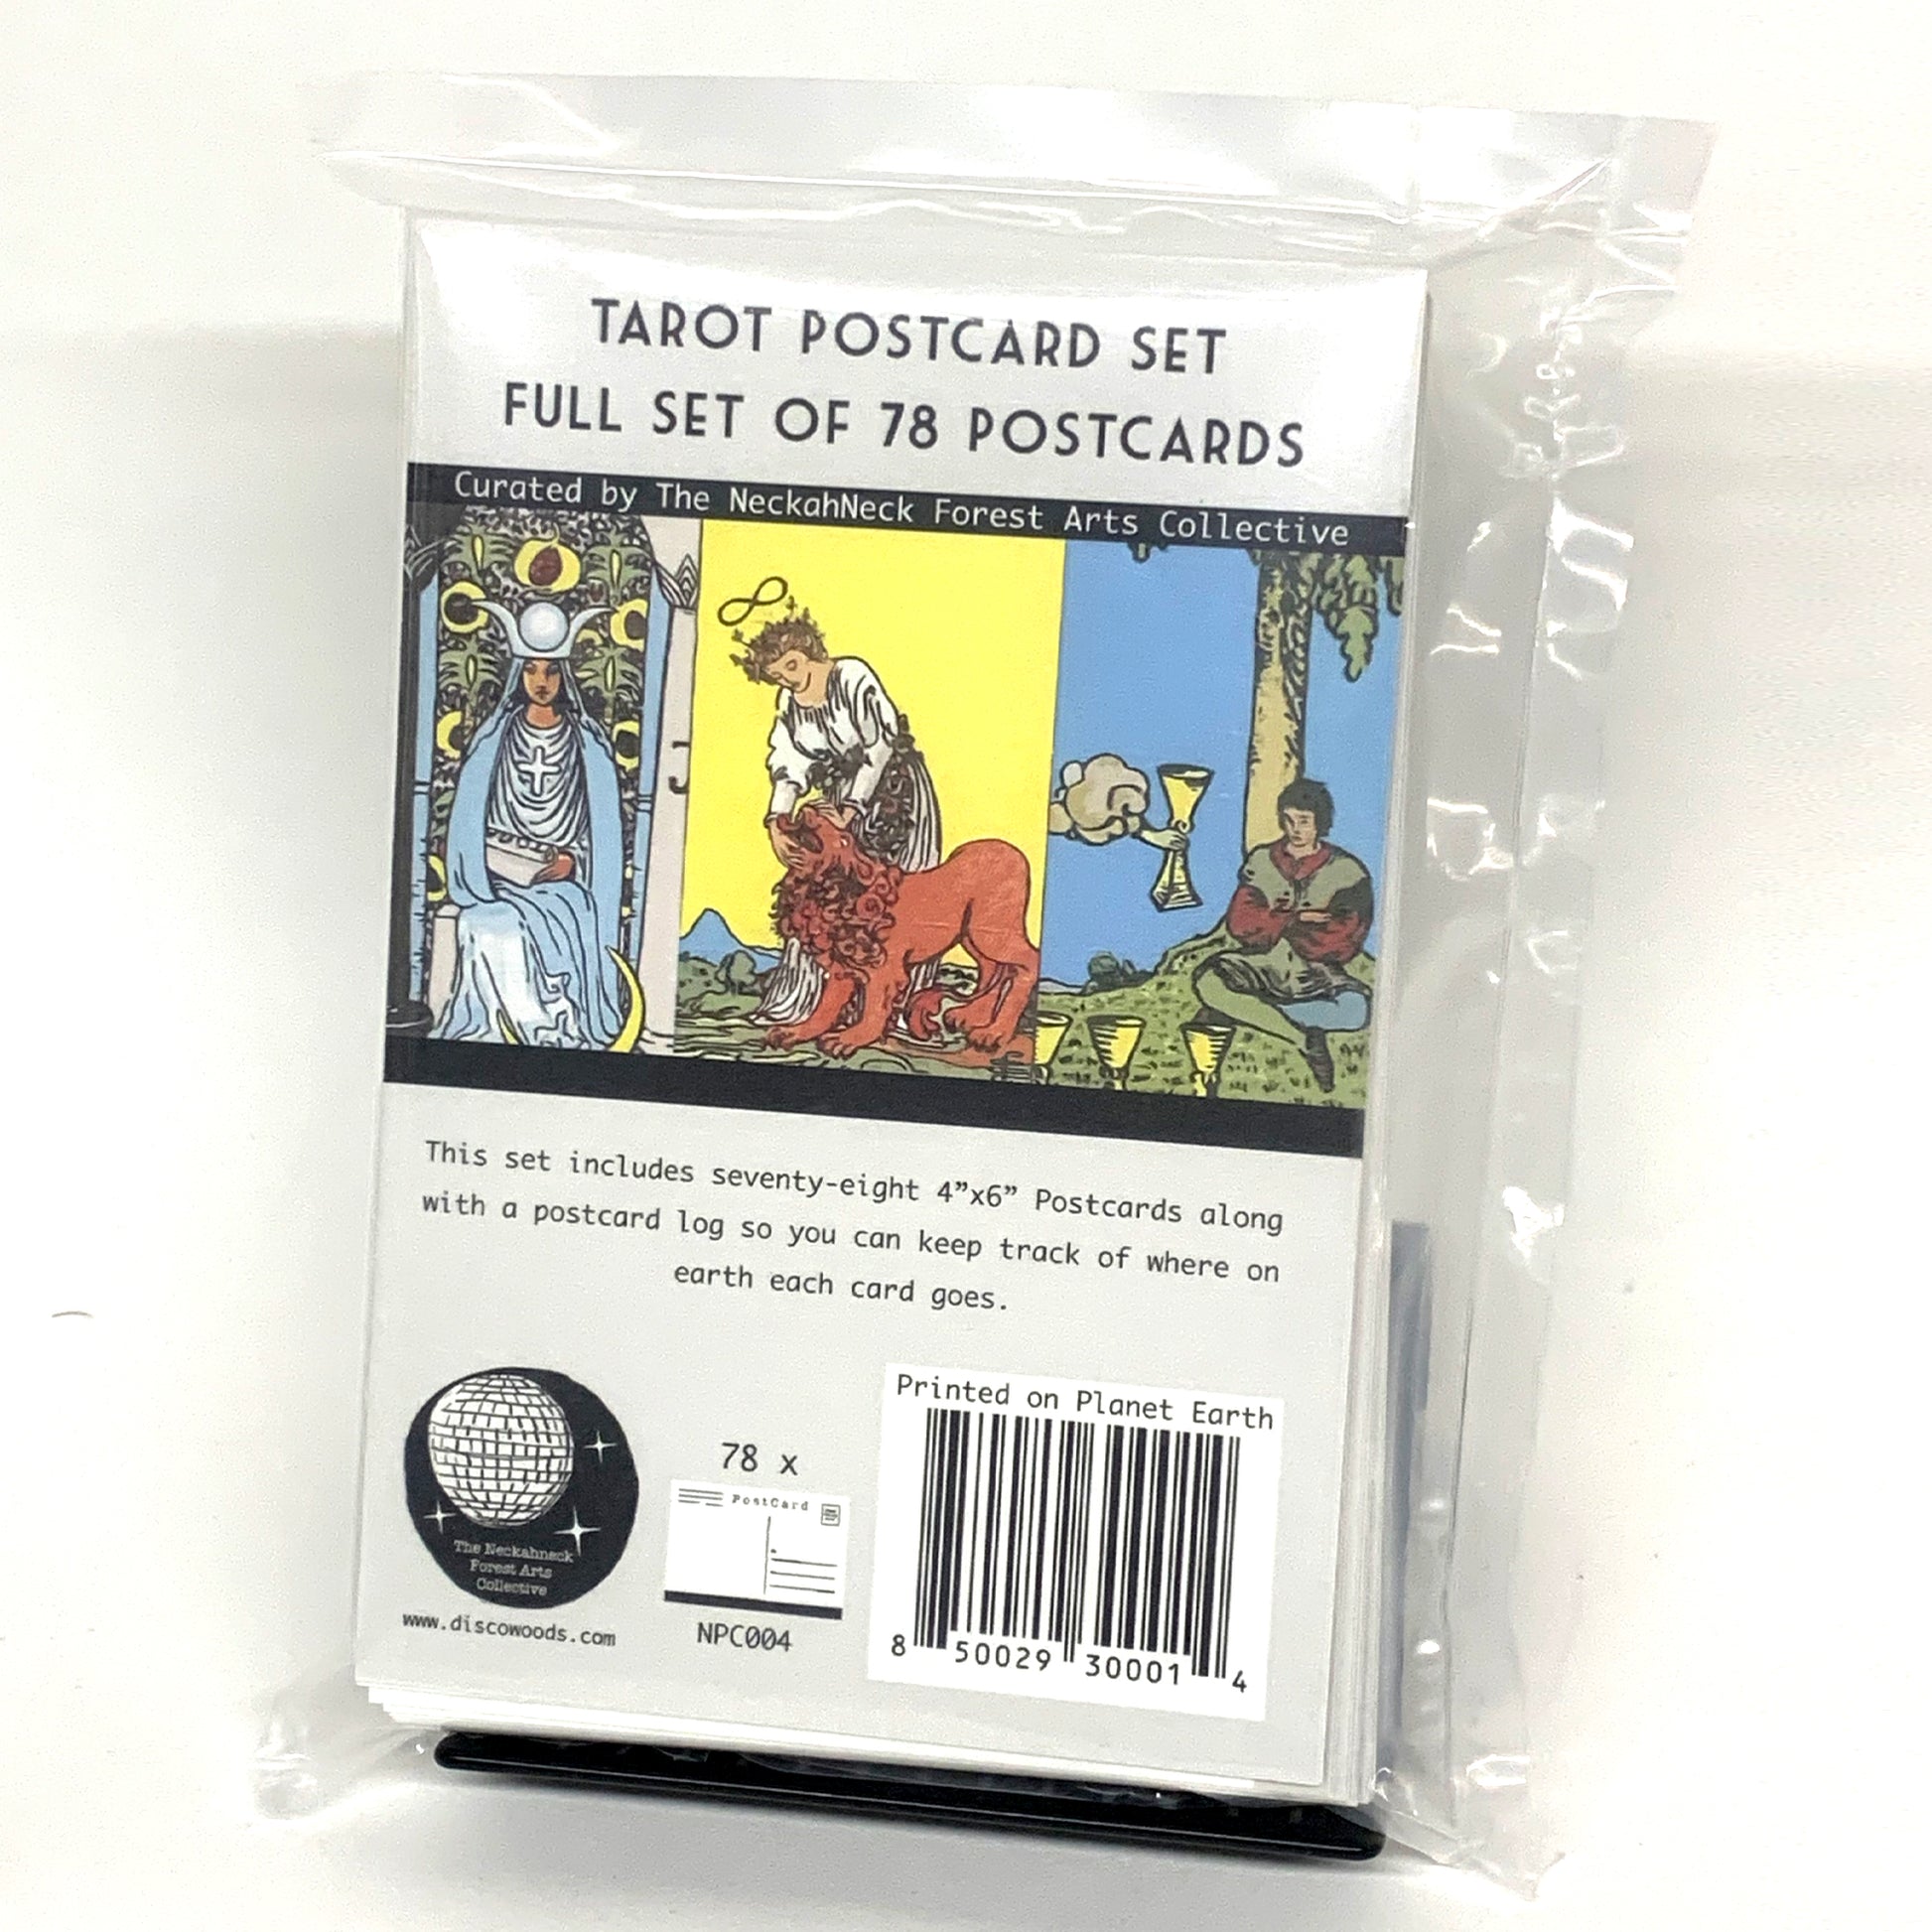 TAROT POSTCARD SET
FULL SET OF 78 POSTCARDS
Curated by The NeckahNeck Forest Arts Collective
J
This set includes seventy-eight 4”x6” Postcards along
with a postcard log so you can keep track of where on
earth each card goes.
The Neckahneck
Forest Arts
Collective
www.discowoods.com
78 x
PostCard
NPC004
Printed on Planet Earth
8 50029 30001 4